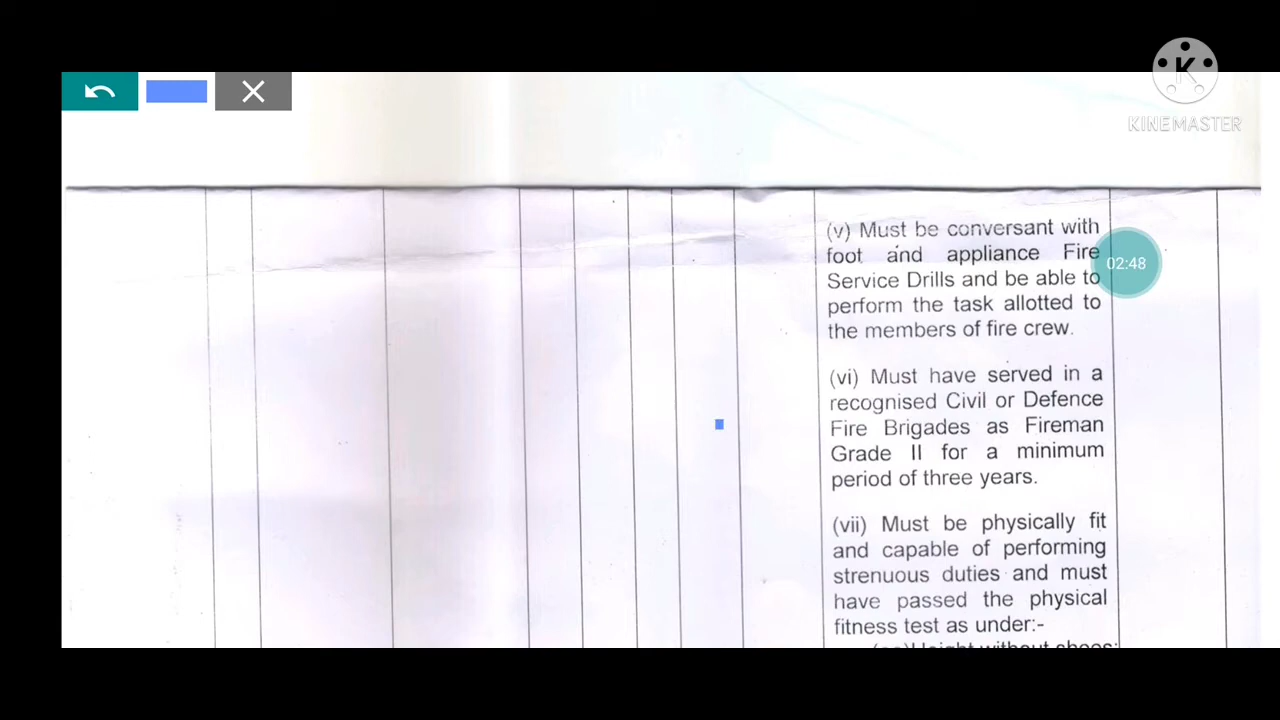 KINEMASTER
(v) Must be conversant with
foot and appliance Fire
Service Drills and be able to
perform the task allotted to
the members of fire crew.
02:48
(vi) Must have served in a
recognised Civil or Defence
Fire Brigades as Fireman
Grade II for a minimum
period of three years.
(vii) Must be physically fit
and capable of performing
strenuous duties and must
have passed the physical
fitness test as under:-
Height without shoes: